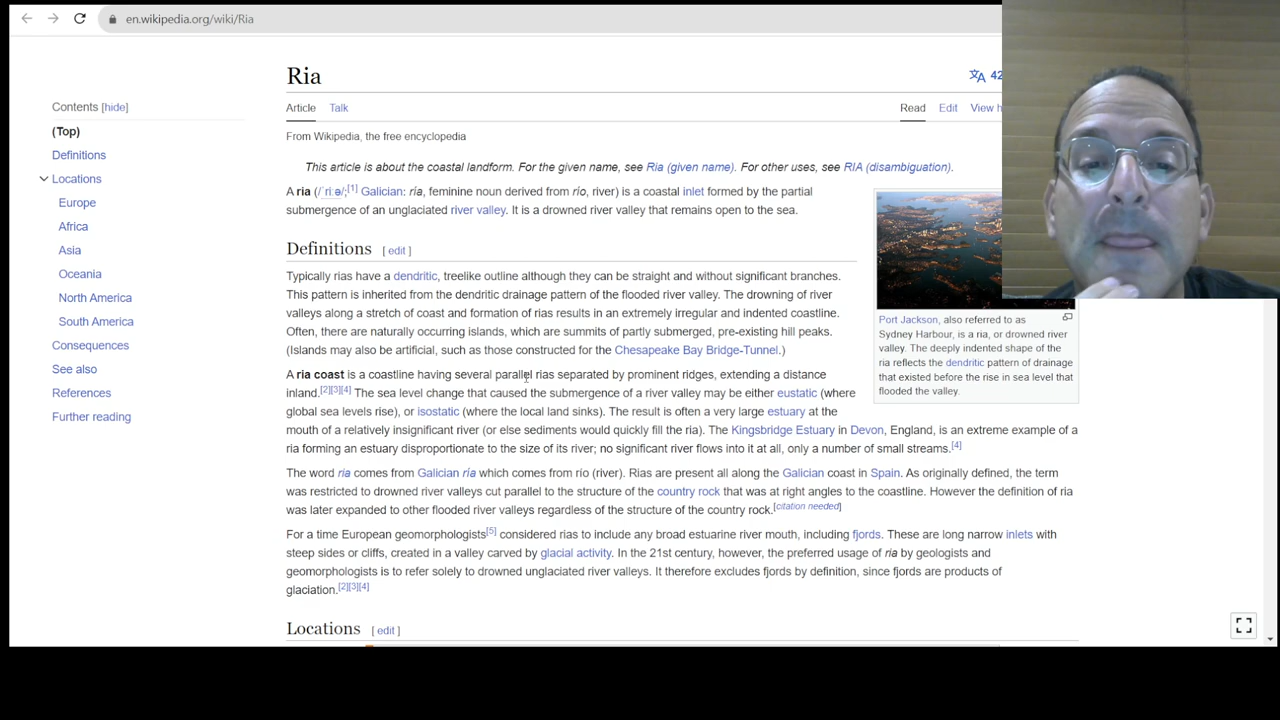 en.wikipedia.org/wiki/Ria
Ria
42
Contents [hide]
(Top)
Definitions
Locations
Europe
Africa
Asia
Oceania
North America
South America
Consequences
See also
References
Further reading
Article Talk Read Edit View h
From Wikipedia, the free encyclopedia
This article is about the coastal landform. For the given name, see Ria (given name). For other uses, see RIA (disambiguation).
A ria (/ˈriːə/;[1] Galician: ría, feminine noun derived from río, river) is a coastal inlet formed by the partial
submergence of an unglaciated river valley. It is a drowned river valley that remains open to the sea.
Definitions [ edit ]
Typically rias have a dendritic, treelike outline although they can be straight and without significant branches.
This pattern is inherited from the dendritic drainage pattern of the flooded river valley. The drowning of river
valleys along a stretch of coast and formation of rias results in an extremely irregular and indented coastline.
Often, there are naturally occurring islands, which are summits of partly submerged, pre-existing hill peaks.
(Islands may also be artificial, such as those constructed for the Chesapeake Bay Bridge-Tunnel.)
A ria coast is a coastline having several parallel rias separated by prominent ridges, extending a distance
inland.[2][3][4] The sea level change that caused the submergence of a river valley may be either eustatic (where
global sea levels rise), or isostatic (where the local land sinks). The result is often a very large estuary at the
mouth of a relatively insignificant river (or else sediments would quickly fill the ria). The Kingsbridge Estuary in Devon, England, is an extreme example of a
ria forming an estuary disproportionate to the size of its river; no significant river flows into it at all, only a number of small streams.[4]
The word ria comes from Galician ría which comes from río (river). Rias are present all along the Galician coast in Spain. As originally defined, the term
was restricted to drowned river valleys cut parallel to the structure of the country rock that was at right angles to the coastline. However the definition of ria
was later expanded to other flooded river valleys regardless of the structure of the country rock.[citation needed]
For a time European geomorphologists[5] considered rias to include any broad estuarine river mouth, including fjords. These are long narrow inlets with
steep sides or cliffs, created in a valley carved by glacial activity. In the 21st century, however, the preferred usage of ria by geologists and
geomorphologists is to refer solely to drowned unglaciated river valleys. It therefore excludes fjords by definition, since fjords are products of
glaciation.[2][3][4]
Locations [ edit ]
Port Jackson, also referred to as
Sydney Harbour, is a ria, or drowned river
valley. The deeply indented shape of the
ria reflects the dendritic pattern of drainage
that existed before the rise in sea level that
flooded the valley.